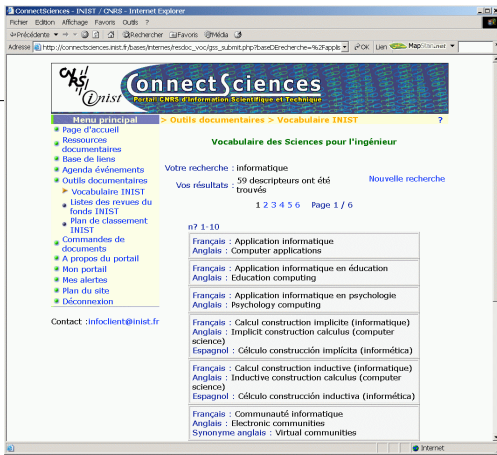 ConnectSciences - INIST / CNRS - Internet Explorer
Fichier Edition Affichage Favoris Outils ?
Précédente Rechercher Favoris Média
Adresse http://connectsciences.inist.fr/bases/internes/resdoc_voc/gss_submit.php?baseDErecherche=%2Fapplis OK Lien MapStan.net
CNRS
inist
ConnectSciences
Portail CNRS d'Information Scientifique et Technique
Menu principal
Page d'accueil
Ressources
documentaires
Base de liens
Agenda événements
Outils documentaires
Vocabulaire INIST
Listes des revues du
fonds INIST
Plan de classement
INIST
Commandes de
documents
A propos du portail
Mon portail
Mes alertes
Plan du site
Déconnexion
Contact :infoclient@inist.fr
> Outils documentaires > Vocabulaire INIST ?
Vocabulaire des Sciences pour l'ingénieur
Votre recherche : informatique
Vos résultats : 59 descripteurs ont été
trouvés
Nouvelle recherche
1 2 3 4 5 6 Page 1 / 6
n? 1-10
Français : Application informatique
Anglais : Computer applications
Français : Application informatique en éducation
Anglais : Education computing
Français : Application informatique en psychologie
Anglais : Psychology computing
Français : Calcul construction implicite (informatique)
Anglais : Implicit construction calculus (computer
science)
Espagnol : Célculo construcción implícita (informética)
Français : Calcul construction inductive (informatique)
Anglais : Inductive construction calculus (computer
science)
Espagnol : Célculo construcción inductiva (informética)
Français : Communauté informatique
Anglais : Electronic communities
Synonyme anglais : Virtual communities
Internet